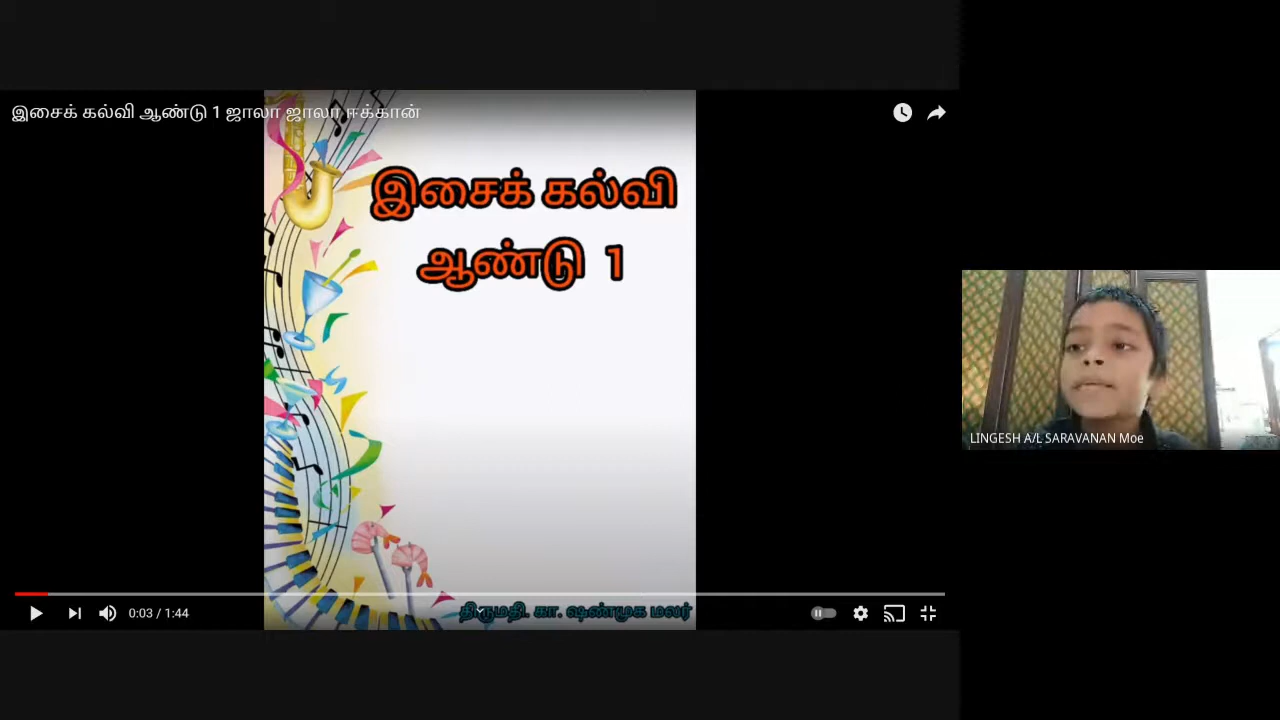 இசைக் கல்வி ஆண்டு 1 ஜாலா ஜாலா ஈக்கான்
இசைக் கல்வி
ஆண்டு 1
LINGESH A/L SARAVANAN Moe
திருமதி. கா. ஷண்முக மலர்
0:03 / 1:44